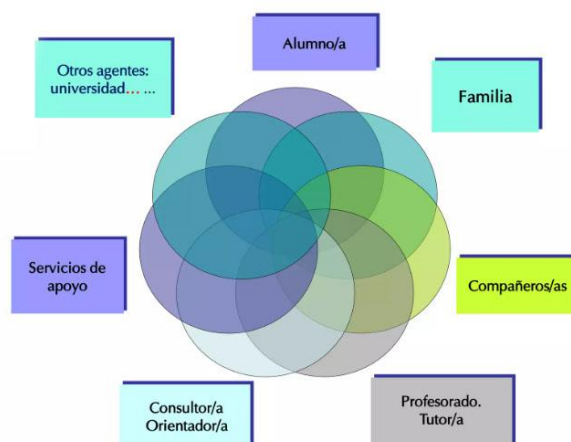 Alumno/a
Otros agentes:
universidad... ...
Familia
Servicios de
apoyo
Compañeros/as
Consultor/a
Orientador/a
Profesorado.
Tutor/a